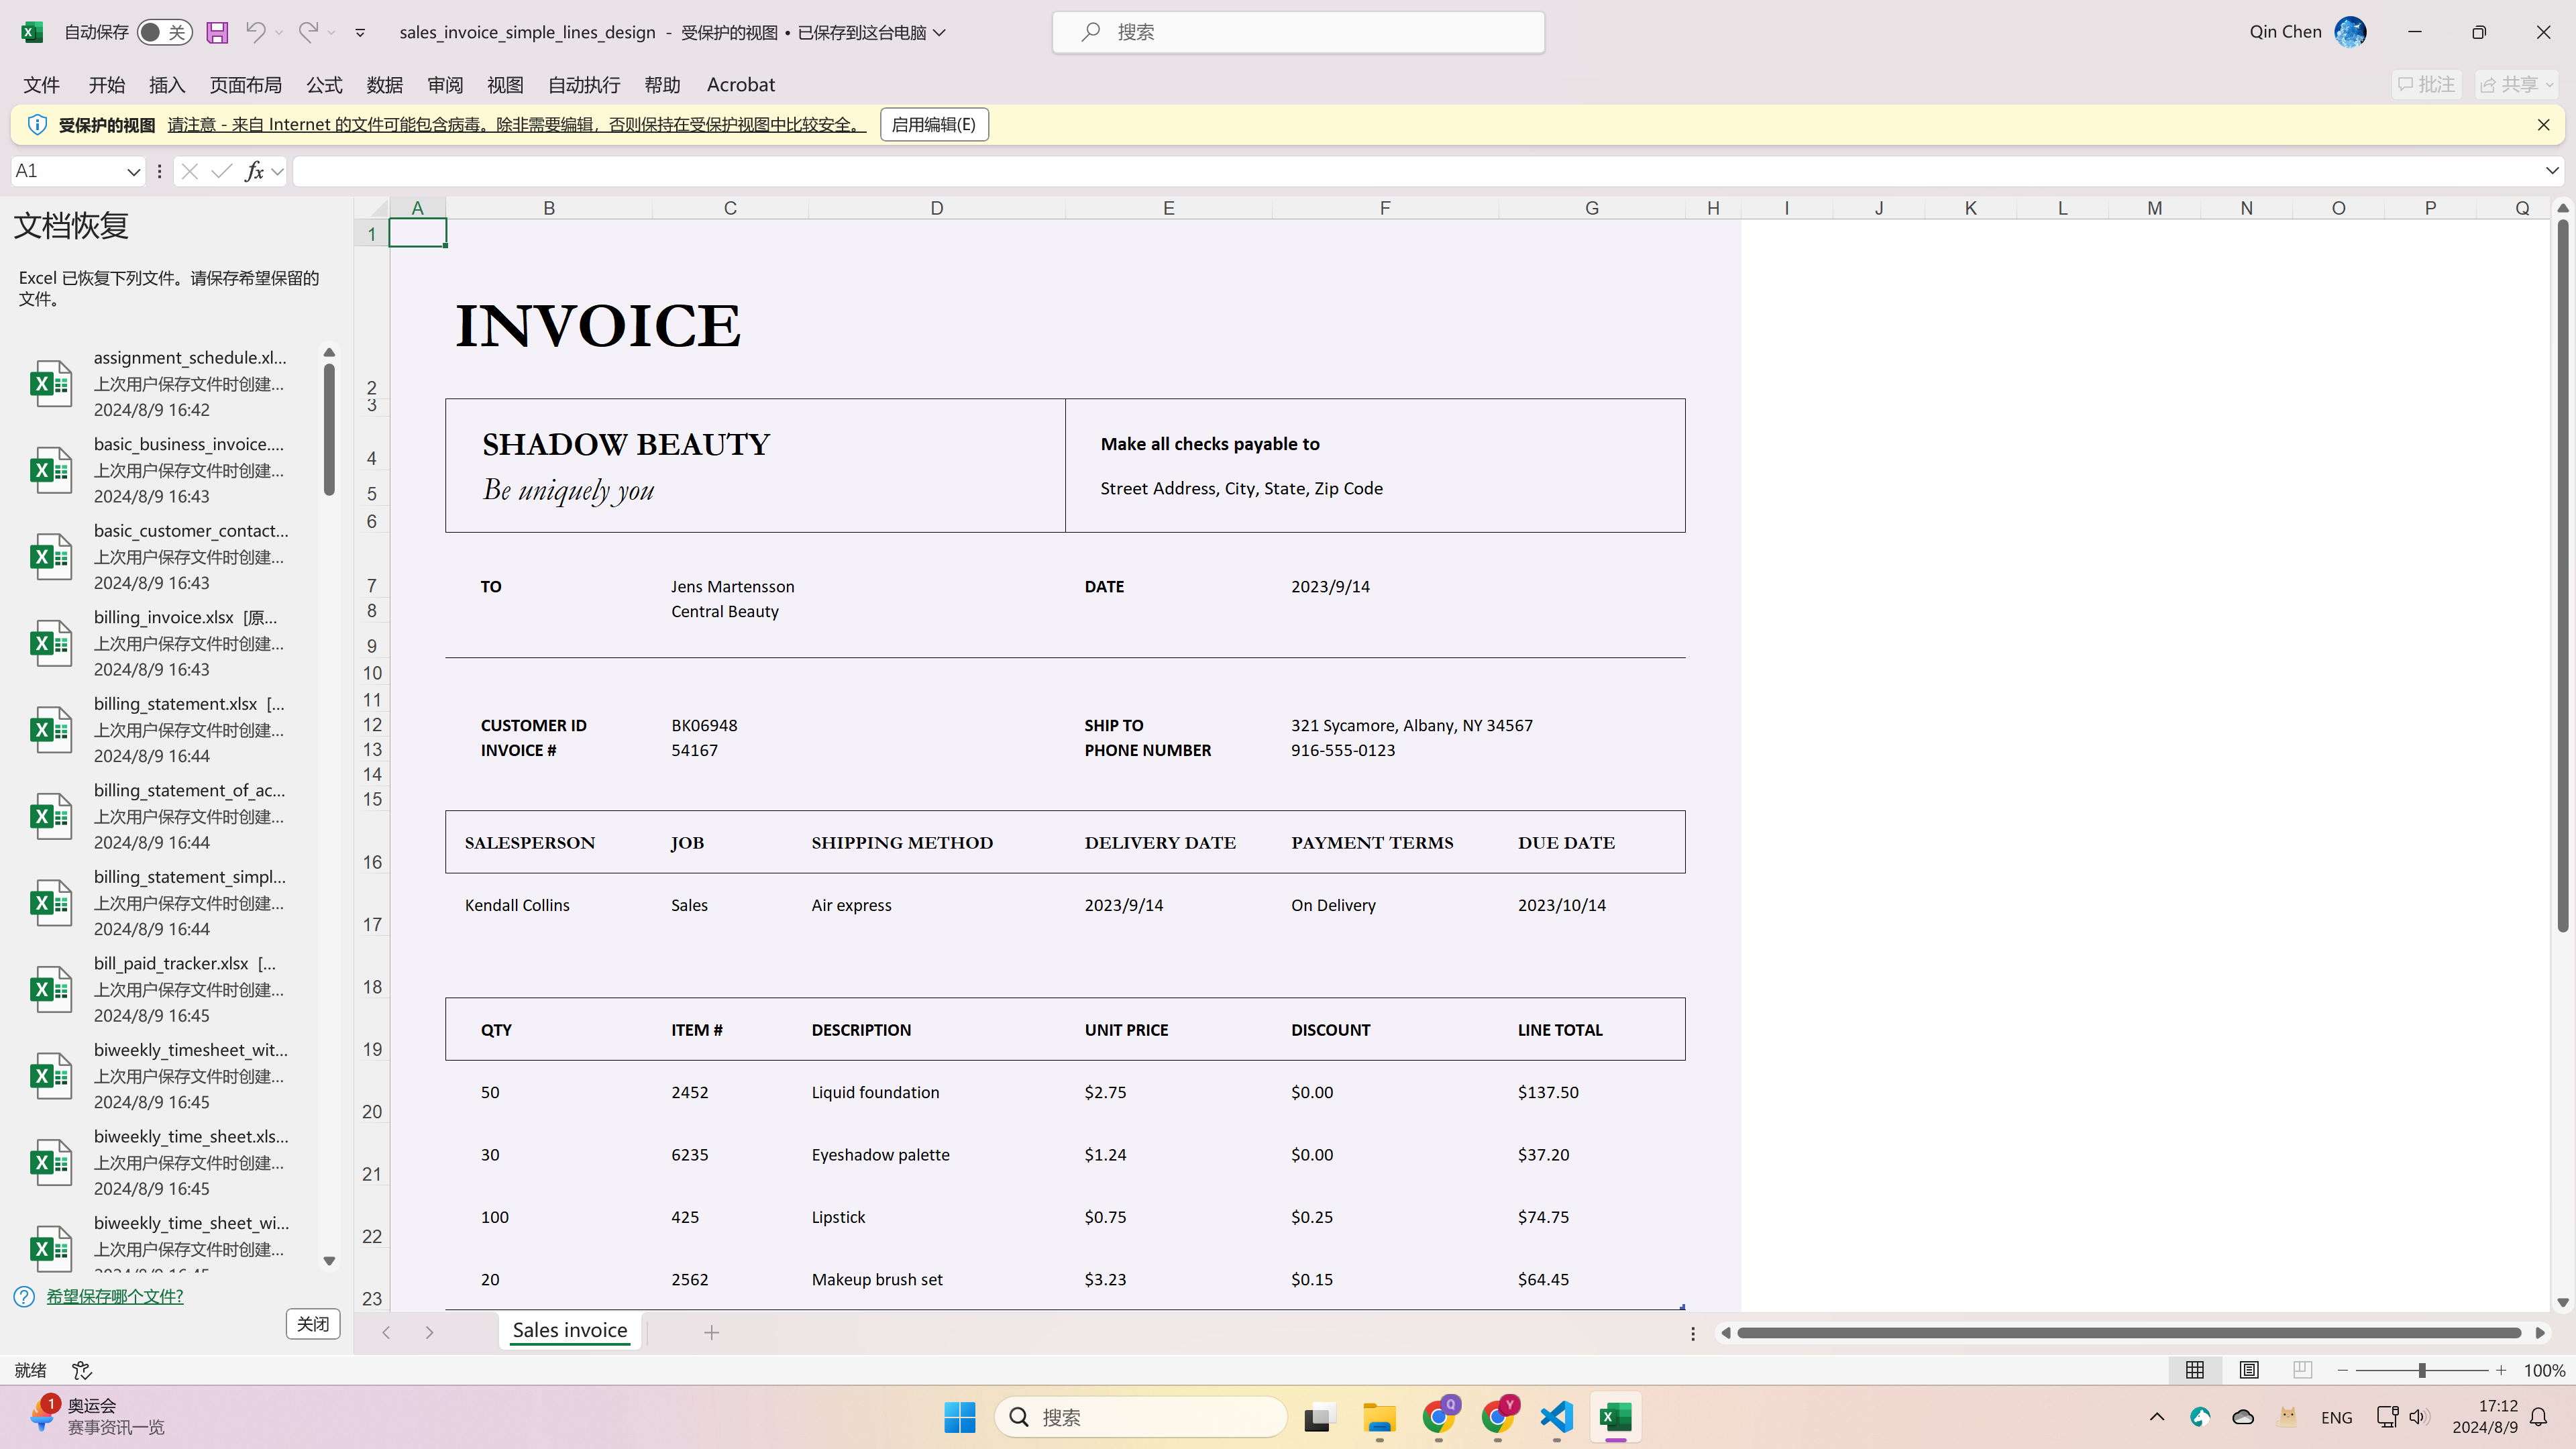 自动保存 关 sales_invoice_simple_lines_design - 受保护的视图 • 已保存到这台电脑 搜索 Qin Chen
文件 开始 插入 页面布局 公式 数据 审阅 视图 自动执行 帮助 Acrobat 批注 共享
受保护的视图 请注意 - 来自 Internet 的文件可能包含病毒。除非需要编辑，否则保持在受保护视图中比较安全。 启用编辑(E)
A1 fx
文档恢复
Excel 已恢复下列文件。请保存希望保留的
文件。
assignment_schedule.xl...
上次用户保存文件时创建...
2024/8/9 16:42
basic_business_invoice....
上次用户保存文件时创建...
2024/8/9 16:43
basic_customer_contact...
上次用户保存文件时创建...
2024/8/9 16:43
billing_invoice.xlsx [原...
上次用户保存文件时创建...
2024/8/9 16:43
billing_statement.xlsx [...
上次用户保存文件时创建...
2024/8/9 16:44
billing_statement_of_ac...
上次用户保存文件时创建...
2024/8/9 16:44
billing_statement_simpl...
上次用户保存文件时创建...
2024/8/9 16:44
bill_paid_tracker.xlsx [...
上次用户保存文件时创建...
2024/8/9 16:45
biweekly_timesheet_wit...
上次用户保存文件时创建...
2024/8/9 16:45
biweekly_time_sheet.xls...
上次用户保存文件时创建...
2024/8/9 16:45
biweekly_time_sheet_wi...
上次用户保存文件时创建...
希望保存哪个文件?
关闭
A B C D E F G H I J K L M N O P Q
1
2 INVOICE
3
4 SHADOW BEAUTY Make all checks payable to
5 Be uniquely you Street Address, City, State, Zip Code
6
7 TO Jens Martensson DATE 2023/9/14
8 Central Beauty
9
10
11
12 CUSTOMER ID BK06948 SHIP TO 321 Sycamore, Albany, NY 34567
13 INVOICE # 54167 PHONE NUMBER 916-555-0123
14
15
16 SALESPERSON JOB SHIPPING METHOD DELIVERY DATE PAYMENT TERMS DUE DATE
17 Kendall Collins Sales Air express 2023/9/14 On Delivery 2023/10/14
18
19 QTY ITEM # DESCRIPTION UNIT PRICE DISCOUNT LINE TOTAL
20 50 2452 Liquid foundation $2.75 $0.00 $137.50
21 30 6235 Eyeshadow palette $1.24 $0.00 $37.20
22 100 425 Lipstick $0.75 $0.25 $74.75
23 20 2562 Makeup brush set $3.23 $0.15 $64.45
Sales invoice
就绪 100%
1 奥运会
赛事资讯一览
搜索 Q Y ENG
17:12
2024/8/9